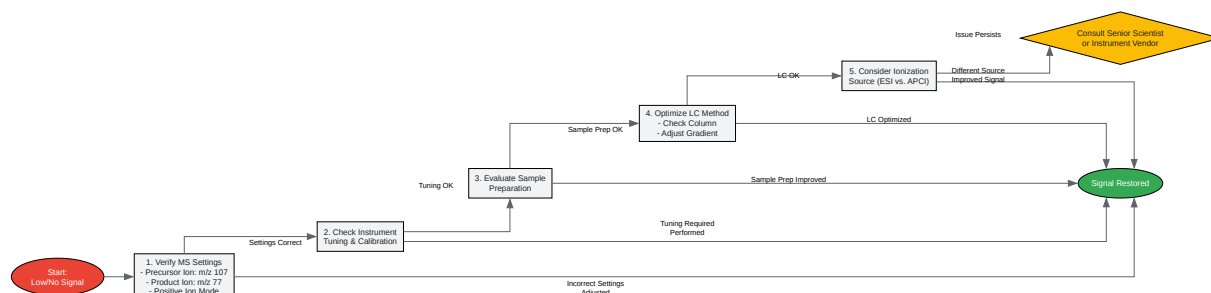 Issue Persists
Consult Senior Scientist
or Instrument Vendor
5. Consider Ionization
Source (ESI vs. APCI)
Different Source
Improved Signal
LC OK
4. Optimize LC Method
- Check Column
- Adjust Gradient
LC Optimized
Sample Prep OK
3. Evaluate Sample
Preparation
Tuning OK
Sample Prep Improved
Signal Restored
2. Check Instrument
Tuning & Calibration
Tuning Required
Performed
Settings Correct
1. Verify MS Settings
- Precursor Ion: m/z 107
- Product Ion: m/z 77
- Positive Ion Mode
Start:
Low/No Signal
Incorrect Settings
Adjusted